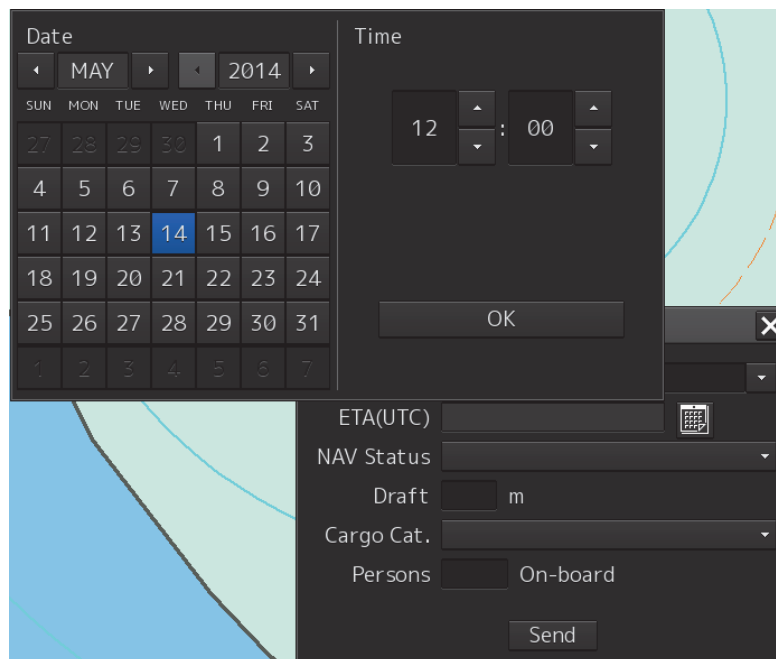 Date
MAY 2014
SUN MON TUE WED THU FRI SAT
27 28 29 30 1 2 3
4 5 6 7 8 9 10
11 12 13 14 15 16 17
18 19 20 21 22 23 24
25 26 27 28 29 30 31
1 2 3 4 5 6 7
Time
12 : 00
OK
ETA(UTC)
NAV Status
Draft m
Cargo Cat.
Persons On-board
Send